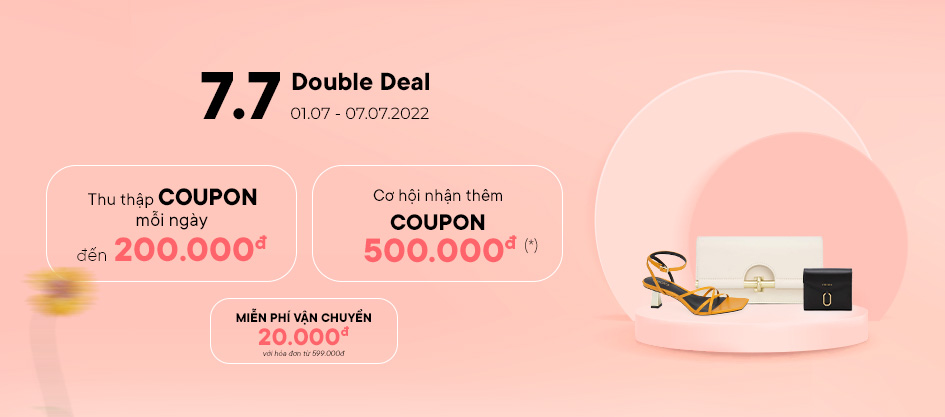 7.7 Double Deal
01.07 - 07.07.2022
Thu thập COUPON
mỗi ngày
đến 200.000đ
Cơ hội nhận thêm
COUPON
500.000đ (*)
MIỄN PHÍ VẬN CHUYỂN
20.000đ
với hóa đơn từ 599.000đ